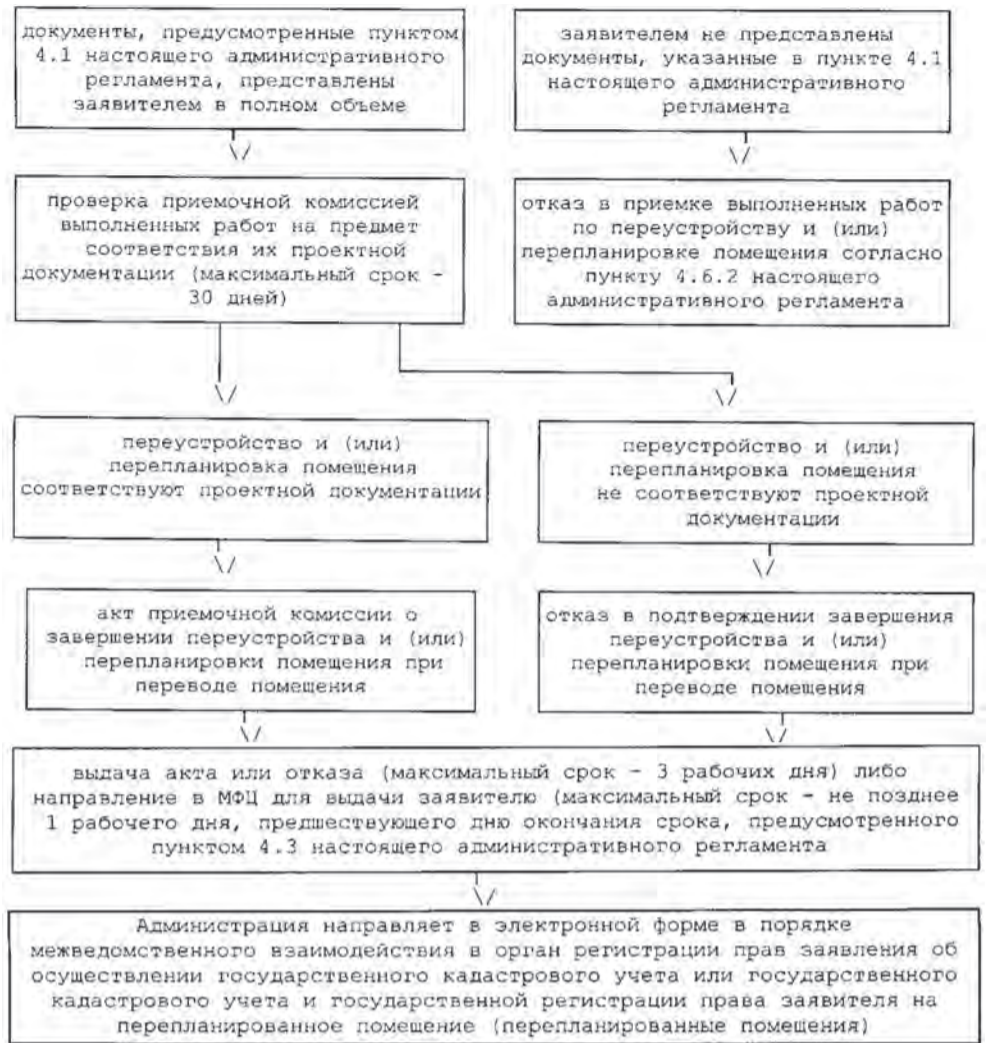 документы, предусмотренные пунктом
4.1 настоящего административного
регламента, представлены
заявителем в полном объеме
заявителем не представлены
документы, указанные в пункте 4.1
настоящего административного
регламента
\/
\/
проверка приемочной комиссией
выполненных работ на предмет
соответствия их проектной
документации (максимальный срок -
30 дней)
отказ в приемке выполненных работ
по переустройству и (или)
перепланировке помещения согласно
пункту 4.6.2 настоящего
административного регламента
\/
\/
переустройство и (или)
перепланировка помещения
соответствуют проектной документации
переустройство и (или)
перепланировка помещения
не соответствуют проектной
документации
\/
\/
акт приемочной комиссии о
завершении переустройства и (или)
перепланировки помещения при
переводе помещения
отказ в подтверждении завершения
переустройства и (или)
перепланировки помещения при
переводе помещения
\/
\/
выдача акта или отказа (максимальный срок - 3 рабочих дня) либо
направление в МФЦ для выдачи заявителю (максимальный срок - не позднее
1 рабочего дня, предшествующего дню окончания срока, предусмотренного
пунктом 4.3 настоящего административного регламента
\/
Администрация направляет в электронной форме в порядке
межведомственного взаимодействия в орган регистрации прав заявления об
осуществлении государственного кадастрового учета или государственного
кадастрового учета и государственной регистрации права заявителя на
перепланированное помещение (перепланированные помещения)